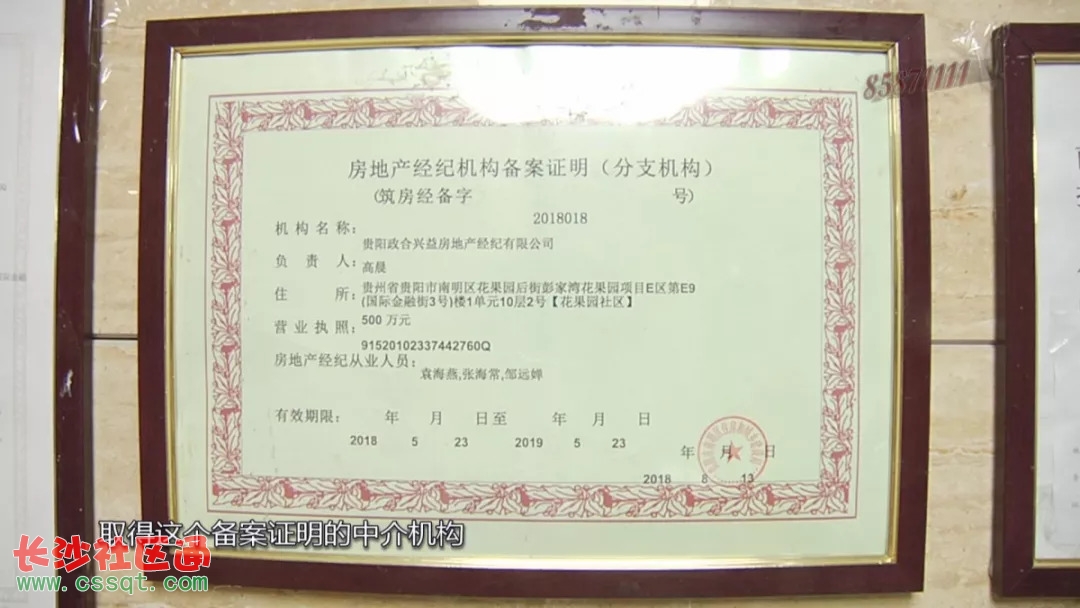 85871111
房地产经纪机构备案证明（分支机构）
(筑房经备字 号)
2018018
机构名称：
贵阳政合兴益房地产经纪有限公司
负责人：
高晨
住所：
贵州省贵阳市南明区花果园后街彭家湾花果园项目E区第E9
(国际金融街3号)楼1单元10层2号【花果园社区】
营业执照：
500 万元
91520102337442760Q
房地产经纪从业人员：
袁海燕,张海常,邹远婵
有效期限： 年 月 日至 年 月 日
2018 5 23 2019 5 23
年 月 日
2018 8 13
取得这个备案证明的中介机构
长沙社区通
www.cssqt.com